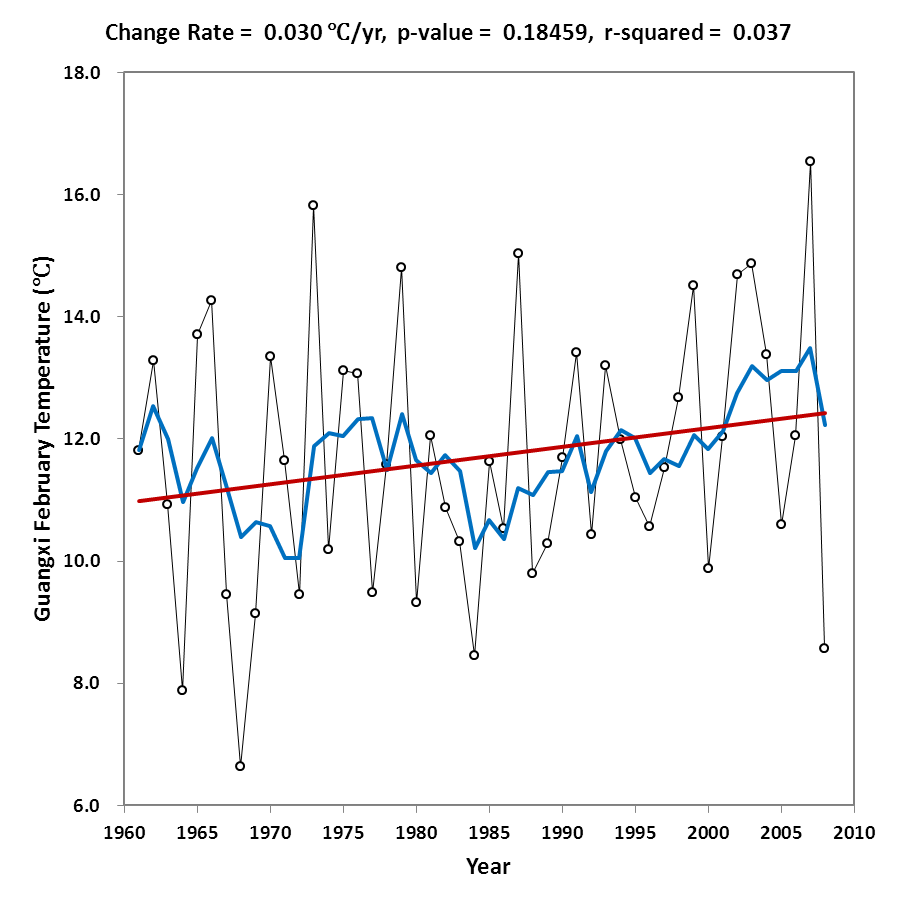 Change Rate = 0.030 ℃/yr, p-value = 0.18459, r-squared = 0.037
18.0
16.0
14.0
12.0
10.0
8.0
6.0
Guangxi February Temperature (℃)
1960 1965 1970 1975 1980 1985 1990 1995 2000 2005 2010
Year